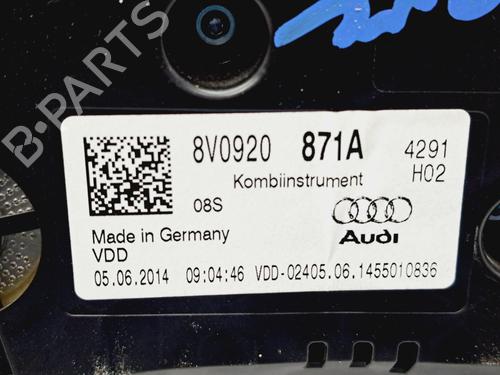 B-PARTS
8V0920 871A 4291
Kombiinstrument H02
08S
Audi
Made in Germany
VDD
05.06.2014 09:04:46 VDD-02405.06.1455010836